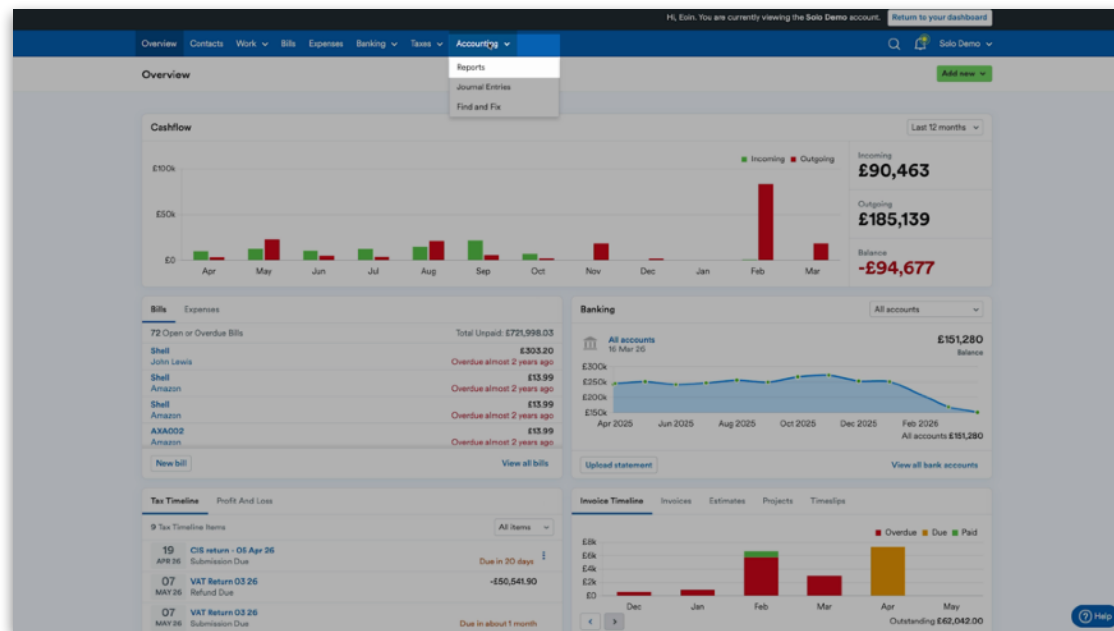 Hi, Eoin. You are currently viewing the Solo Demo account. Return to your dashboard
Overview Contacts Work Bills Expenses Banking Taxes Accounting Solo Demo
Reports
Journal Entries
Find and Fix
Overview
Add new
Cashflow
Last 12 months
Incoming Outgoing
£100k
£50k
£0
Apr May Jun Jul Aug Sep Oct Nov Dec Jan Feb Mar
Incoming
£90,463
Outgoing
£185,139
Balance
-£94,677
Bills Expenses
72 Open or Overdue Bills Total Unpaid: £721,998.03
Shell £303.20
John Lewis Overdue almost 2 years ago
Shell £13.99
Amazon Overdue almost 2 years ago
Shell £13.99
Amazon Overdue almost 2 years ago
AXA002 £13.99
Amazon Overdue almost 2 years ago
New bill View all bills
Banking
All accounts
All accounts £151,280
16 Mar 26 Balance
£300k
£250k
£200k
£150k
Apr 2025 Jun 2025 Aug 2025 Oct 2025 Dec 2025 Feb 2026
All accounts £151,280
Upload statement View all bank accounts
Tax Timeline Profit And Loss
9 Tax Timeline Items All items
19 CIS return - 05 Apr 26
APR 26 Submission Due Due in 20 days
07 VAT Return 03 26 -£50,541.90
MAY 26 Refund Due
07 VAT Return 03 26
MAY 26 Submission Due Due in about 1 month
Invoice Timeline Invoices Estimates Projects Timeslips
Overdue Due Paid
£8k
£6k
£4k
£2k
£0
Dec Jan Feb Mar Apr May
Outstanding £62,042.00
Help